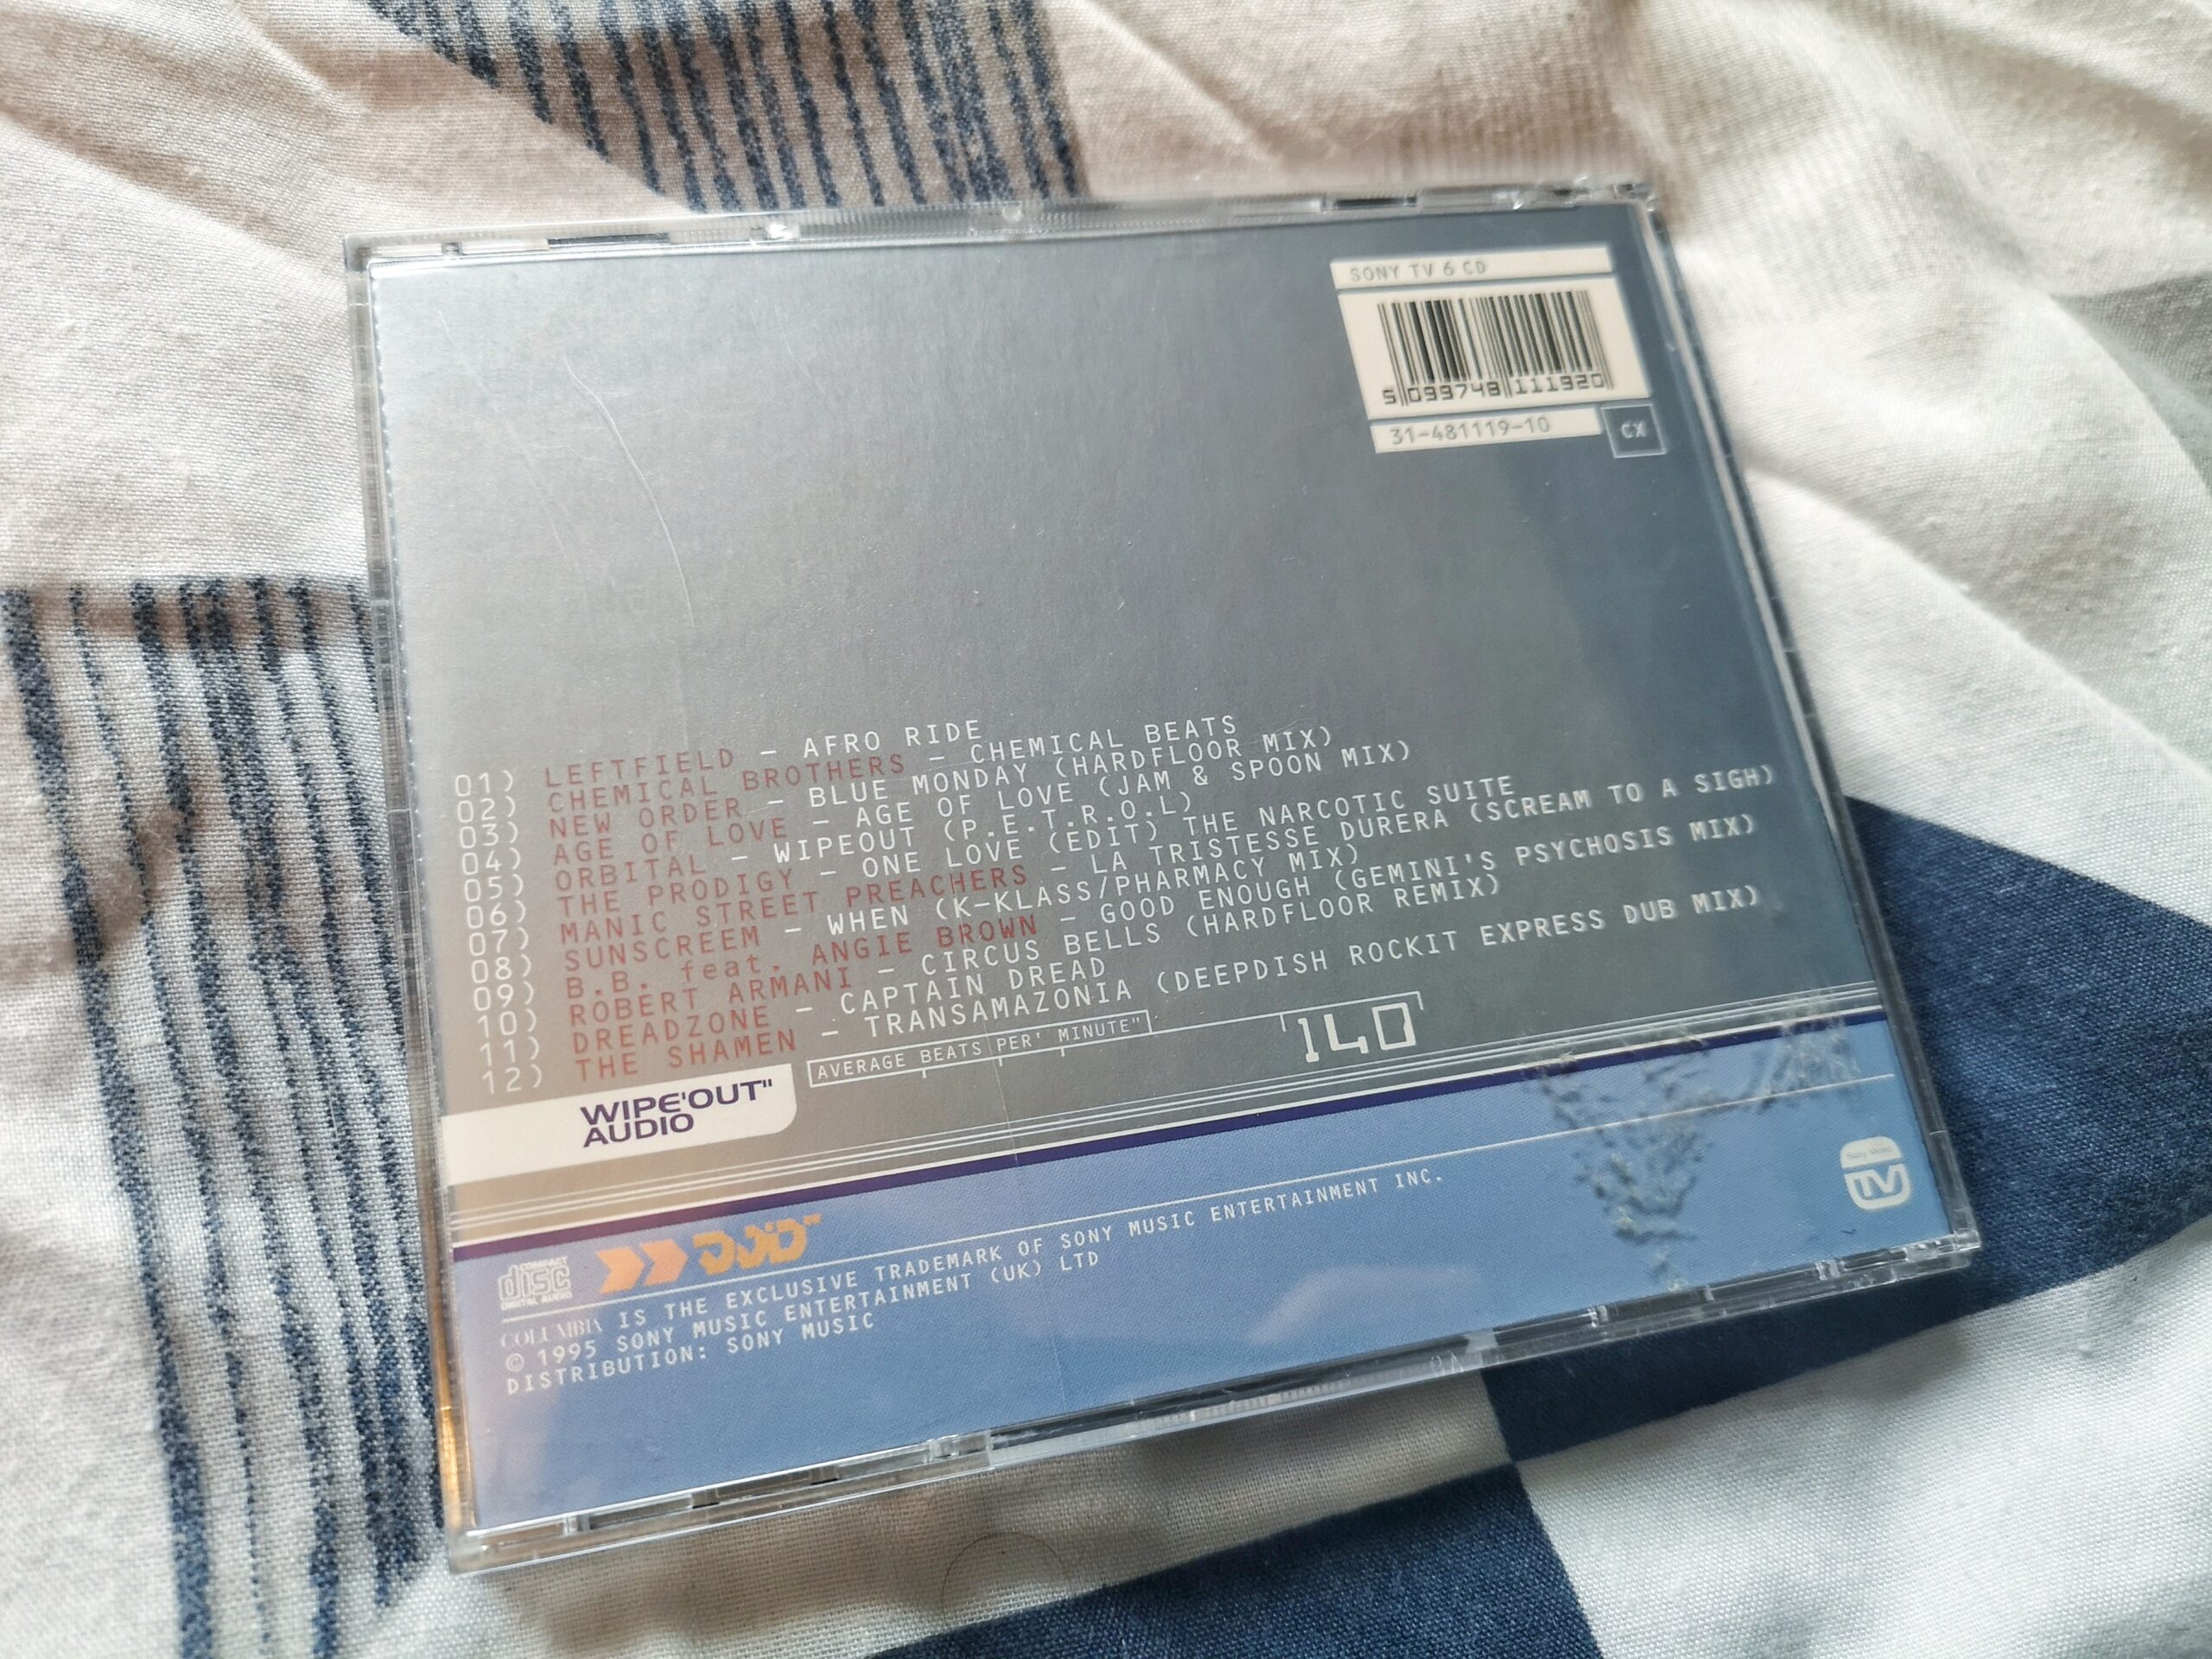 SONY TV 6 CD
5 099748 111920
31-481119-10
CX
01) LEFTFIELD – AFRO RIDE
02) CHEMICAL BROTHERS – CHEMICAL BEATS
03) NEW ORDER – BLUE MONDAY (HARDFLOOR MIX)
04) AGE OF LOVE – AGE OF LOVE (JAM & SPOON MIX)
05) ORBITAL – WIPEOUT (P.E.T.R.O.L)
06) THE PRODIGY – ONE LOVE (EDIT) THE NARCOTIC SUITE
07) MANIC STREET PREACHERS – LA TRISTESSE DURERA (SCREAM TO A SIGH)
08) SUNSCREEM – WHEN (K-KLASS/PHARMACY MIX)
09) B.B. feat. ANGIE BROWN – GOOD ENOUGH (GEMINI'S PSYCHOSIS MIX)
10) ROBERT ARMANI – CIRCUS BELLS (HARDFLOOR REMIX)
11) DREADZONE – CAPTAIN DREAD
12) THE SHAMEN – TRANSAMAZONIA (DEEPDISH ROCKIT EXPRESS DUB MIX)
AVERAGE BEATS PER' MINUTE" 140
WIPE'OUT"
AUDIO
COMPACT
disc
DIGITAL AUDIO
COLUMBIA IS THE EXCLUSIVE TRADEMARK OF SONY MUSIC ENTERTAINMENT INC.
© 1995 SONY MUSIC ENTERTAINMENT (UK) LTD
DISTRIBUTION: SONY MUSIC
TV